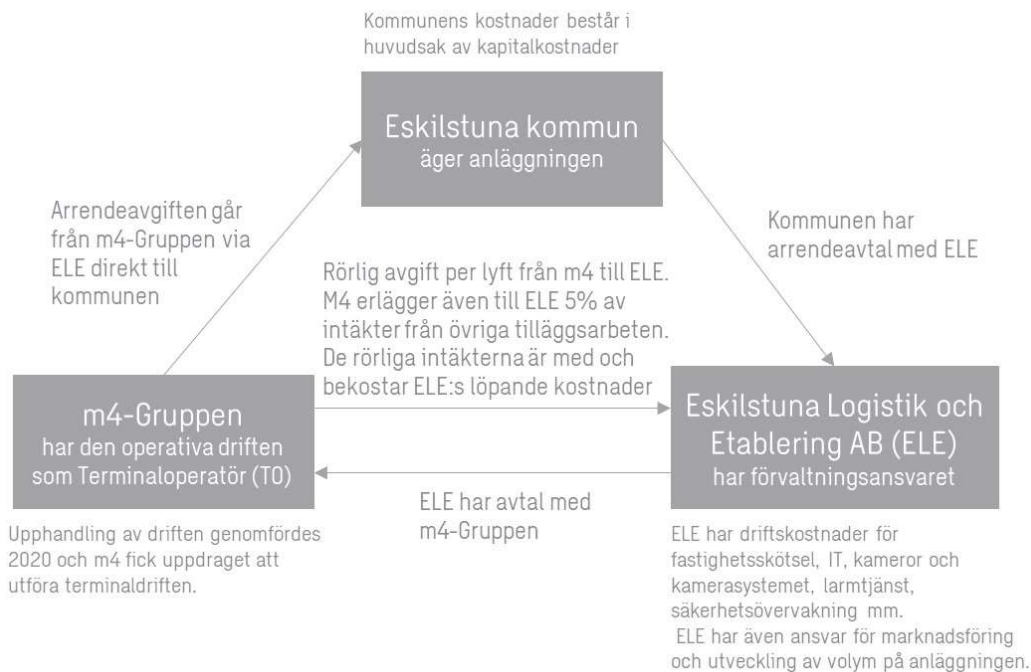 Kommunens kostnader består i
huvudsak av kapitalkostnader
Eskilstuna kommun
äger anläggningen
Arrendeavgiften går
från m4-Gruppen via
ELE direkt till
kommunen
Kommunen har
arrendeavtal med ELE
Rörlig avgift per lyft från m4 till ELE.
M4 erlägger även till ELE 5% av
intäkter från övriga tilläggsarbeten.
De rörliga intäkterna är med och
bekostar ELE:s löpande kostnader
m4-Gruppen
har den operativa driften
som Terminaloperatör (TO)
Eskilstuna Logistik och
Etablering AB (ELE)
har förvaltningsansvaret
ELE har avtal med
m4-Gruppen
Upphandling av driften genomfördes
2020 och m4 fick uppdraget att
utföra terminaldriften.
ELE har driftskostnader för
fastighetsskötsel, IT, kameror och
kamerasystemet, larmtjänst,
säkerhetsövervakning mm.
ELE har även ansvar för marknadsföring
och utveckling av volym på anläggningen.